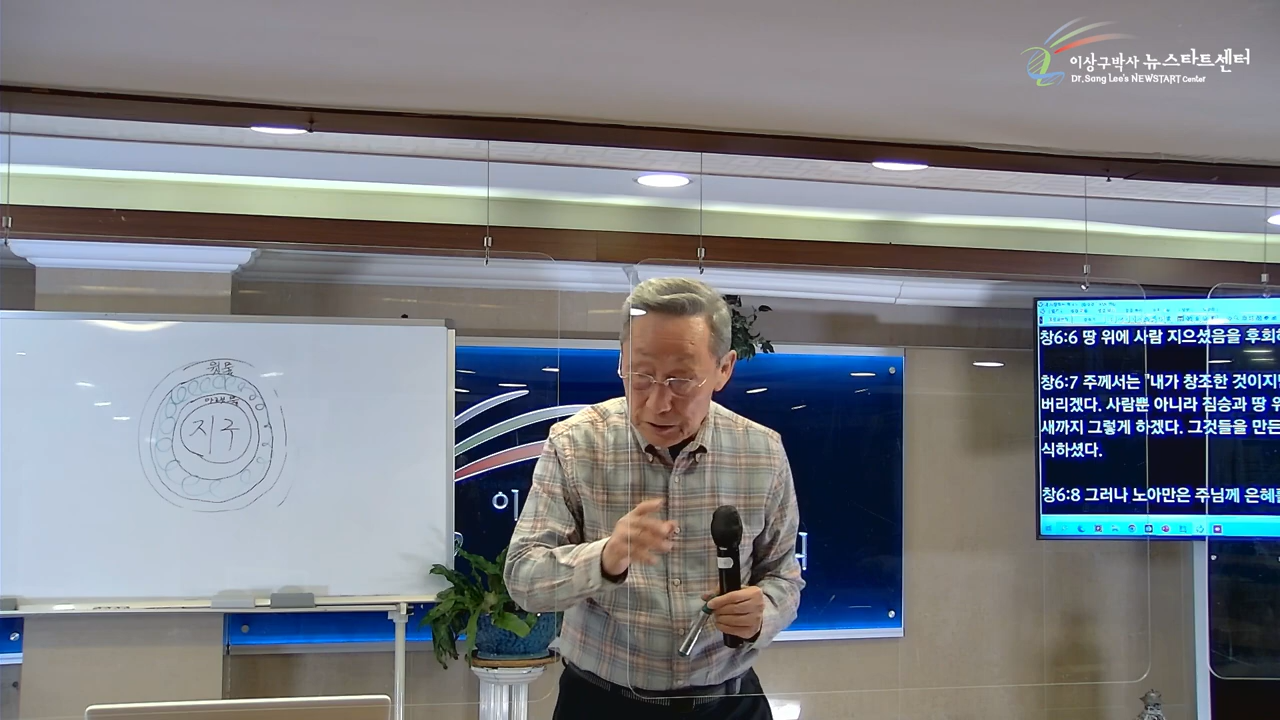 이상구박사 뉴스타트센터
Dr. Sang Lee's NEWSTART Center
지구
이
창6:6 땅 위에 사람 지으셨음을 후회하
창6:7 주께서는 "내가 창조한 것이지만
버리겠다. 사람뿐 아니라 짐승과 땅 위
새까지 그렇게 하겠다. 그것들을 만든
식하셨다.
창6:8 그러나 노아만은 주님께 은혜를